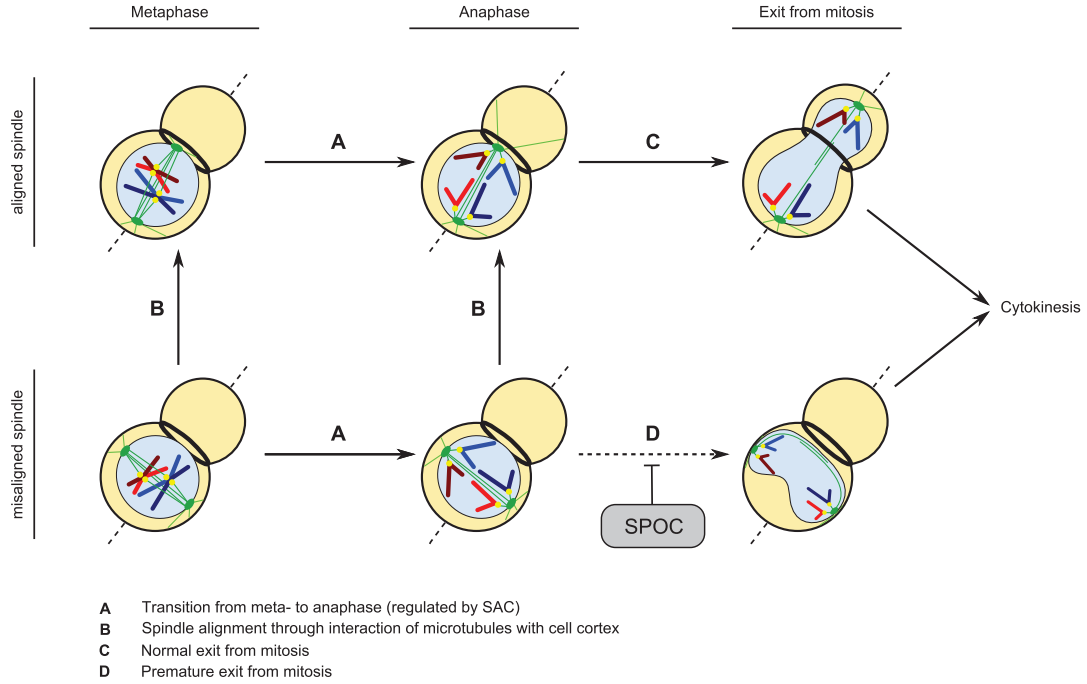 Metaphase
Anaphase
Exit from mitosis
aligned spindle
A
C
B
B
Cytokinesis
misaligned spindle
A
D
SPOC
A Transition from meta- to anaphase (regulated by SAC)
B Spindle alignment through interaction of microtubules with cell cortex
C Normal exit from mitosis
D Premature exit from mitosis